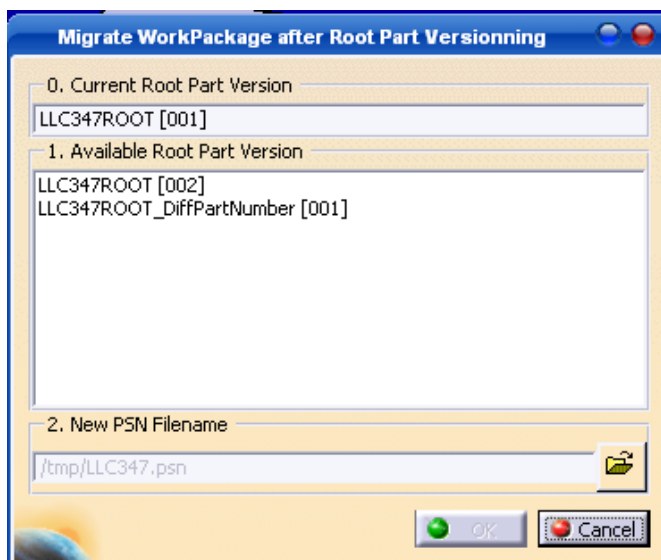 Migrate WorkPackage after Root Part Versionning
0. Current Root Part Version
LLC347ROOT [001]
1. Available Root Part Version
LLC347ROOT [002]
LLC347ROOT_DiffPartNumber [001]
2. New PSN Filename
/tmp/LLC347.psn
OK
Cancel